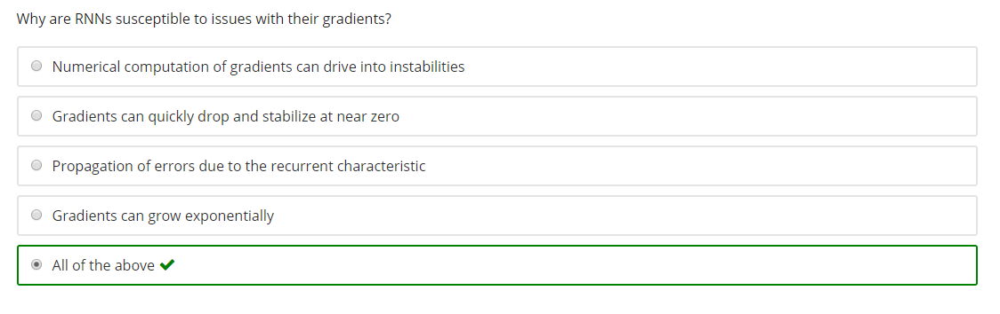 Why are RNNs susceptible to issues with their gradients?
Numerical computation of gradients can drive into instabilities
Gradients can quickly drop and stabilize at near zero
Propagation of errors due to the recurrent characteristic
Gradients can grow exponentially
All of the above